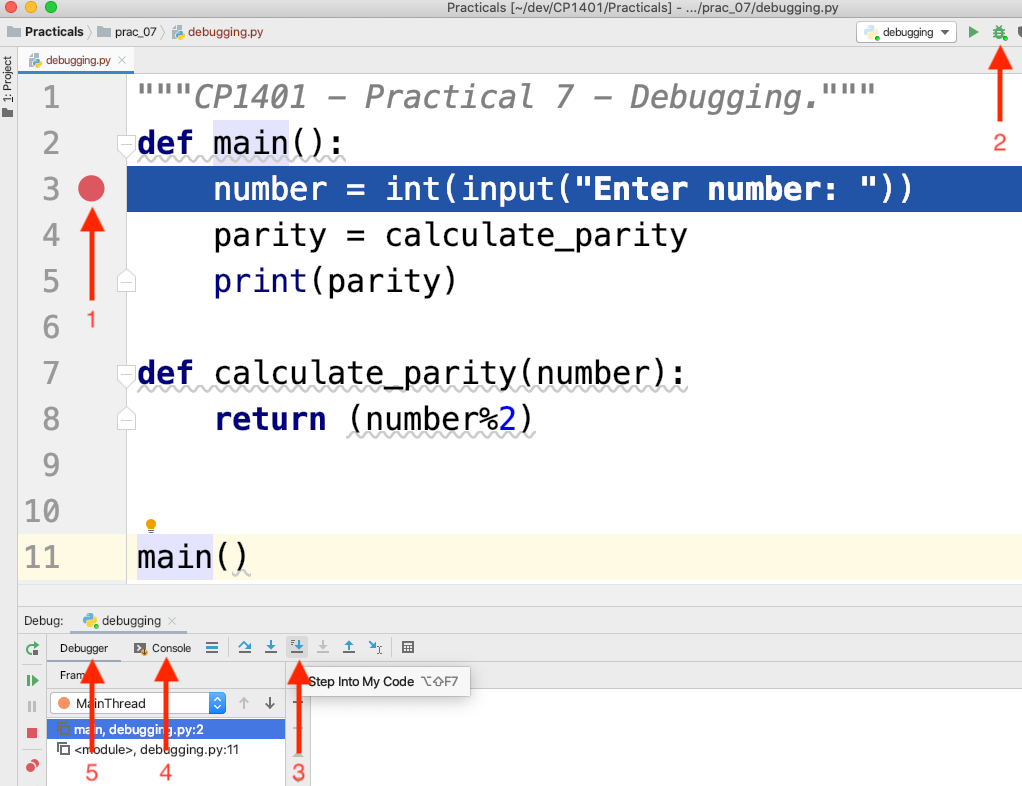 Practicals [~/dev/CP1401/Practicals] - .../prac_07/debugging.py
Practicals prac_07 debugging.py
debugging
1: Project
debugging.py
2
1 """CP1401 - Practical 7 - Debugging."""
2 def main():
3 number = int(input("Enter number: "))
4 parity = calculate_parity
5 print(parity)
1
6
7 def calculate_parity(number):
8 return (number%2)
9
10
11 main()
Debug: debugging
Debugger Console
Step Into My Code ⌥⇧F7
MainThread
main, debugging.py:2
<module>, debugging.py:11
5 4 3